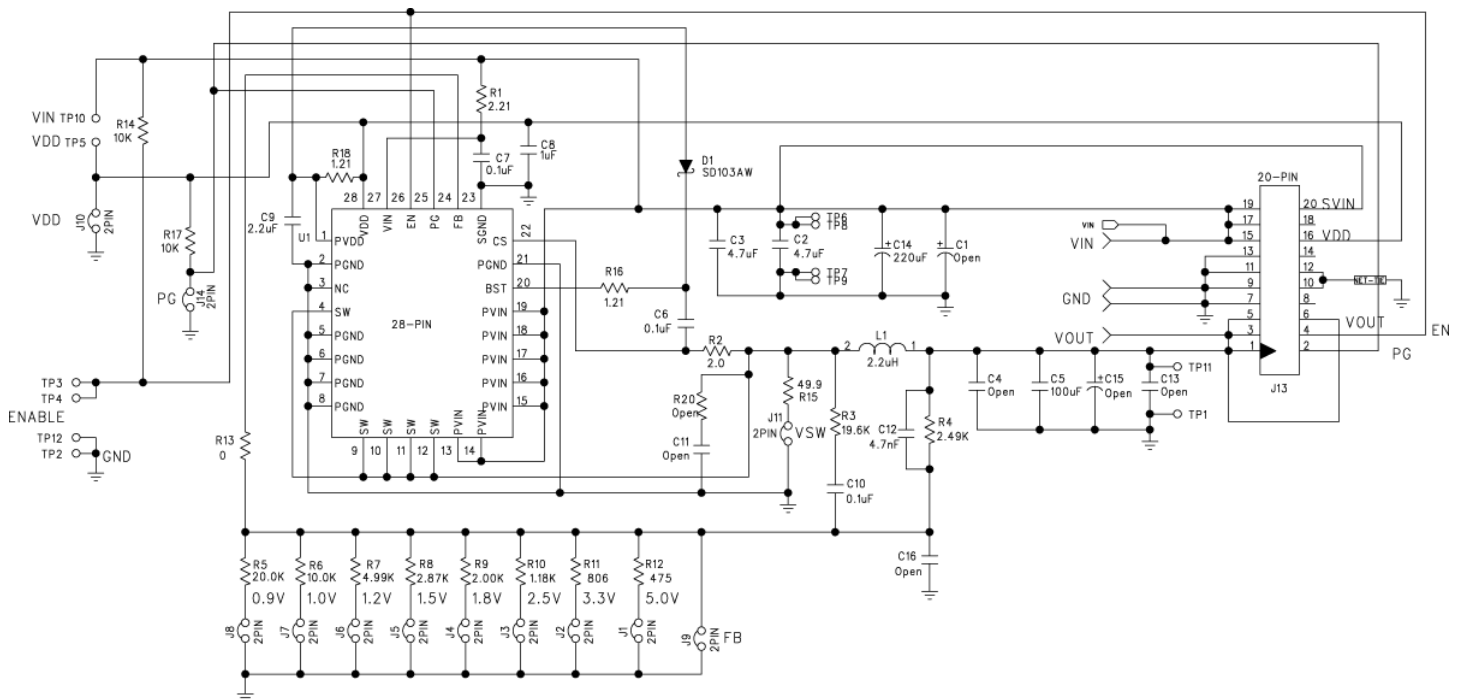 VIN TP10
VDD TP5
VDD
J10
2PIN
R14
10K
R17
10K
PG
J14
2PIN
TP3
TP4
ENABLE
TP12
TP2
GND
R13
0
C9
2.2uF
R18
1.21
R1
2.21
C7
0.1uF
C8
1uF
D1
SD103AW
U1
28-PIN
28
27
26
25
24
23
VDD
VIN
EN
PG
FB
SGND
1 PVDD
2 PGND
3 NC
4 SW
5 PGND
6 PGND
7 PGND
8 PGND
CS 22
PGND 21
BST 20
PVIN 19
PVIN 18
PVIN 17
PVIN 16
PVIN 15
SW
SW
SW
SW
PVIN
PVIN
9
10
11
12
13
14
R16
1.21
C6
0.1uF
R2
2.0
R20
Open
C11
Open
49.9
R15
J11
2PIN
VSW
R3
19.6K
C10
0.1uF
2 L1 1
2.2uH
C12
4.7nF
R4
2.49K
C16
Open
C3
4.7uF
C2
4.7uF
TP6
TP8
TP7
TP9
+
C14
220uF
+
C1
Open
C4
Open
C5
100uF
+
C15
Open
C13
Open
TP11
TP1
20-PIN
VIN
VIN
GND
VOUT
19
17
15
13
11
9
7
5
3
1
20
18
16
14
12
10
8
6
4
2
SVIN
VDD
VOUT
EN
PG
J13
R5
20.0K
0.9V
J8
2PIN
R6
10.0K
1.0V
J7
2PIN
R7
4.99K
1.2V
J6
2PIN
R8
2.87K
1.5V
J5
2PIN
R9
2.00K
1.8V
J4
2PIN
R10
1.18K
2.5V
J3
2PIN
R11
806
3.3V
J2
2PIN
R12
475
5.0V
J1
2PIN
J9
2PIN
FB